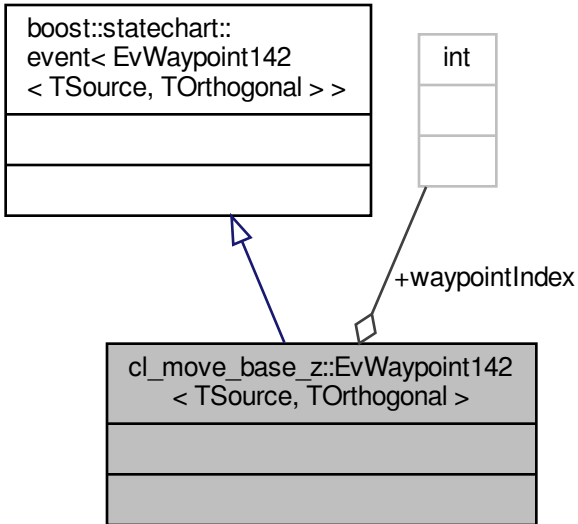 boost::statechart::
event< EvWaypoint142
< TSource, TOrthogonal > >
int
+waypointIndex
cl_move_base_z::EvWaypoint142
< TSource, TOrthogonal >